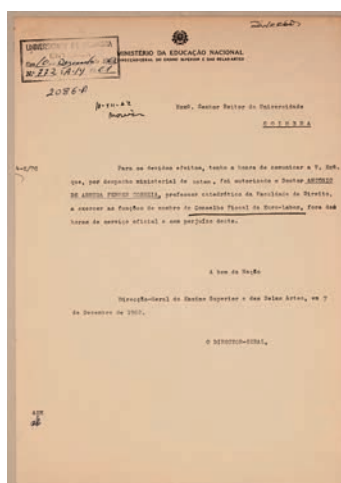 MINISTÉRIO DA EDUCAÇÃO NACIONAL
DIRECÇÃO-GERAL DO ENSINO SUPERIOR E DAS BELAS-ARTES
2086-A
Exmº. Senhor Reitor da Universidade
COIMBRA
Para os devidos efeitos, tenho a honra de comunicar a V. Exª.
que, por despacho ministerial de ontem, foi autorizado o Doutor ANTÓNIO
DE ARRUDA FERRER CORREIA, professor catedrático da Faculdade de Direito,
a exercer as funções de membro do Conselho Fiscal da Euro-Labor, fora das
horas de serviço oficial e sem prejuízo deste.
A bem da Nação
Direcção-Geral do Ensino Superior e das Belas Artes, em 7
de Dezembro de 1962.
O DIRECTOR-GERAL,